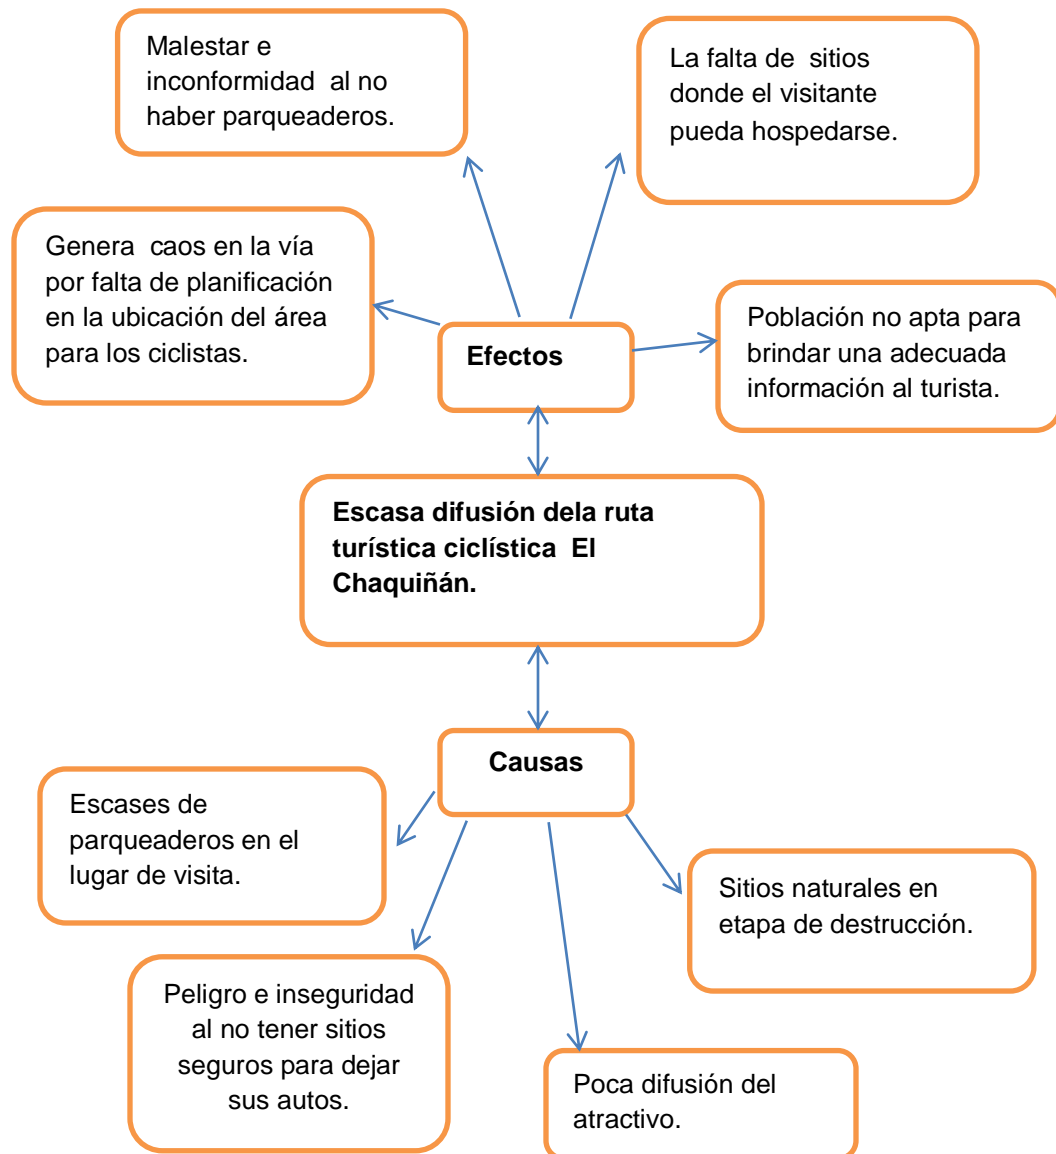 Malestar e
inconformidad al no
haber parqueaderos.
La falta de sitios
donde el visitante
pueda hospedarse.
Genera caos en la vía
por falta de planificación
en la ubicación del área
para los ciclistas.
Efectos
Población no apta para
brindar una adecuada
información al turista.
Escasa difusión dela ruta
turística ciclística El
Chaquiñán.
Causas
Escases de
parqueaderos en el
lugar de visita.
Sitios naturales en
etapa de destrucción.
Peligro e inseguridad
al no tener sitios
seguros para dejar
sus autos.
Poca difusión del
atractivo.